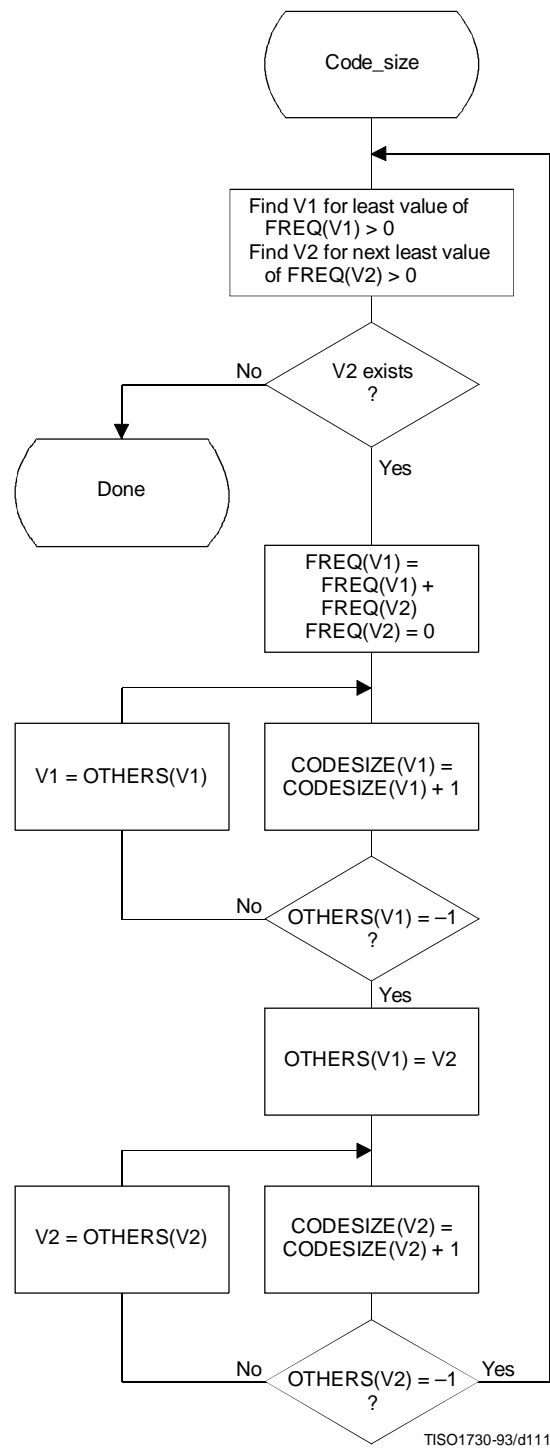 Code_size
Find V1 for least value of
FREQ(V1) > 0
Find V2 for next least value
of FREQ(V2) > 0
No
V2 exists
?
Done
Yes
FREQ(V1) =
FREQ(V1) +
FREQ(V2)
FREQ(V2) = 0
V1 = OTHERS(V1)
CODESIZE(V1) =
CODESIZE(V1) + 1
No
OTHERS(V1) = –1
?
Yes
OTHERS(V1) = V2
V2 = OTHERS(V2)
CODESIZE(V2) =
CODESIZE(V2) + 1
No
OTHERS(V2) = –1
?
Yes
TISO1730-93/d111